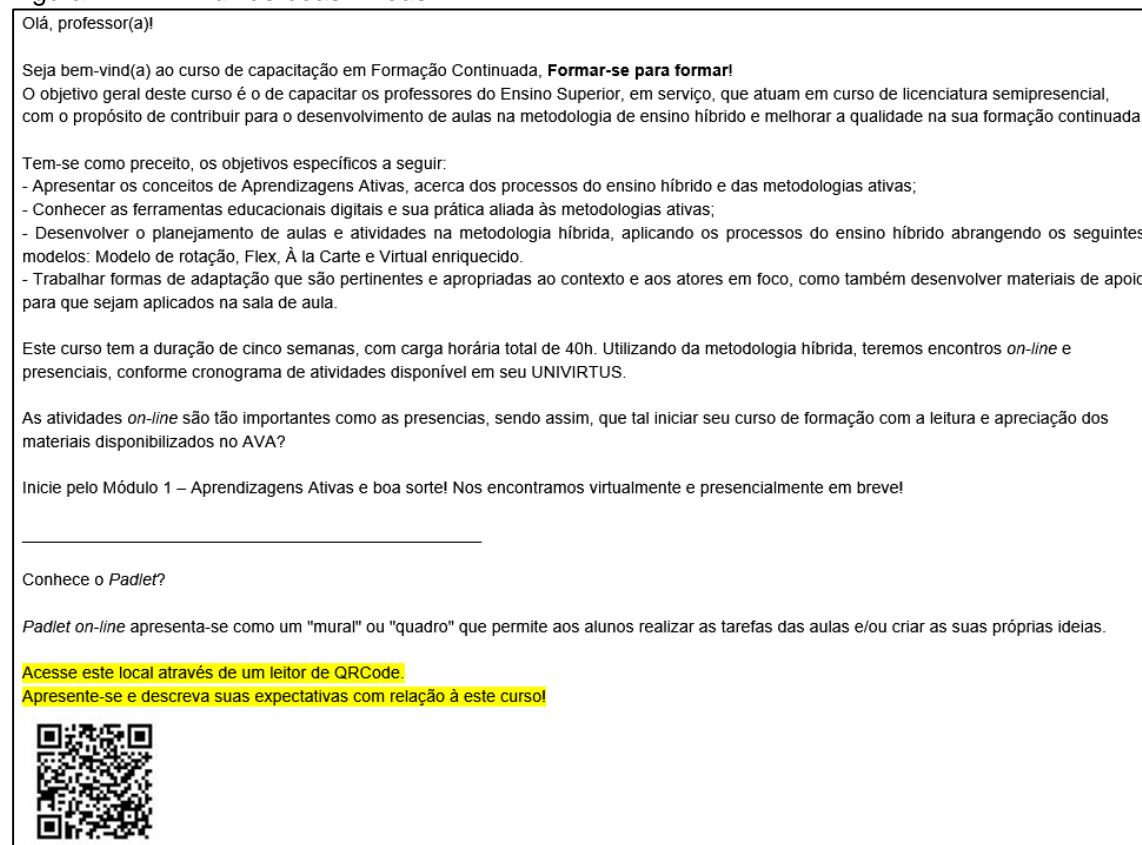 Olá, professor(a)!
Seja bem-vind(a) ao curso de capacitação em Formação Continuada, Formar-se para formar!
O objetivo geral deste curso é o de capacitar os professores do Ensino Superior, em serviço, que atuam em curso de licenciatura semipresencial,
com o propósito de contribuir para o desenvolvimento de aulas na metodologia de ensino híbrido e melhorar a qualidade na sua formação continuada
Tem-se como preceito, os objetivos específicos a seguir:
- Apresentar os conceitos de Aprendizagens Ativas, acerca dos processos do ensino híbrido e das metodologias ativas;
- Conhecer as ferramentas educacionais digitais e sua prática aliada às metodologias ativas;
- Desenvolver o planejamento de aulas e atividades na metodologia híbrida, aplicando os processos do ensino híbrido abrangendo os seguintes
modelos: Modelo de rotação, Flex, À la Carte e Virtual enriquecido.
- Trabalhar formas de adaptação que são pertinentes e apropriadas ao contexto e aos atores em foco, como também desenvolver materiais de apoio
para que sejam aplicados na sala de aula.
Este curso tem a duração de cinco semanas, com carga horária total de 40h. Utilizando da metodologia híbrida, teremos encontros on-line e
presenciais, conforme cronograma de atividades disponível em seu UNIVIRTUS.
As atividades on-line são tão importantes como as presencias, sendo assim, que tal iniciar seu curso de formação com a leitura e apreciação dos
materiais disponibilizados no AVA?
Inicie pelo Módulo 1 – Aprendizagens Ativas e boa sorte! Nos encontramos virtualmente e presencialmente em breve!
Conhece o Padlet?
Padlet on-line apresenta-se como um "mural" ou "quadro" que permite aos alunos realizar as tarefas das aulas e/ou criar as suas próprias ideias.
Acesse este local através de um leitor de QRCode.
Apresente-se e descreva suas expectativas com relação à este curso!